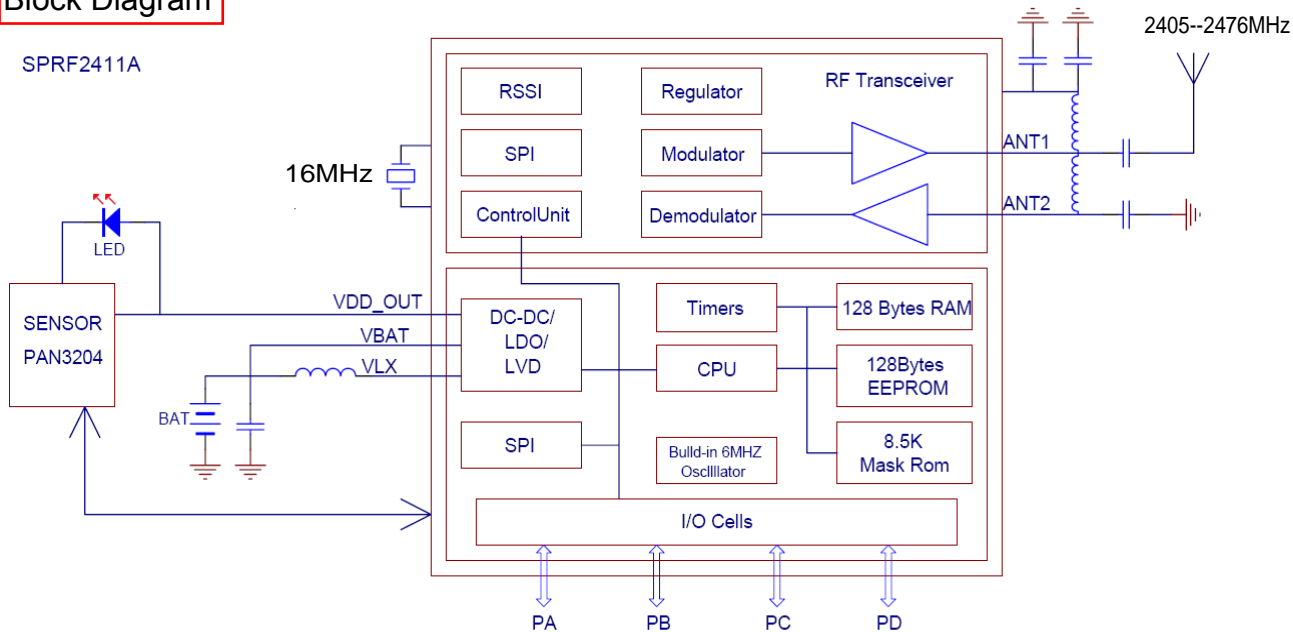 Block Diagram
2405--2476MHz
SPRF2411A
RSSI
Regulator
RF Transceiver
SPI
Modulator
ANT1
16MHz
ControlUnit
Demodulator
ANT2
LED
VDD_OUT
SENSOR
PAN3204
VBAT
VLX
BAT
DC-DC/
LDO/
LVD
Timers
128 Bytes RAM
CPU
128Bytes
EEPROM
SPI
Bulld-in 6MHZ
Oscllllator
8.5K
Mask Rom
I/O Cells
PA
PB
PC
PD